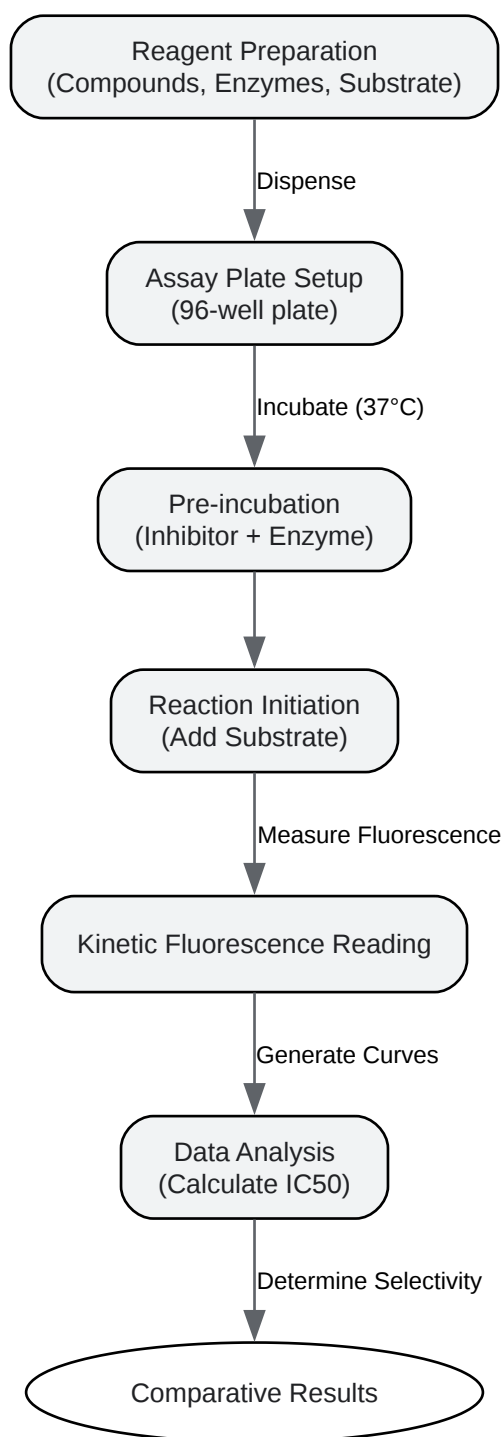 Reagent Preparation
(Compounds, Enzymes, Substrate)
Dispense
Assay Plate Setup
(96-well plate)
Incubate (37°C)
Pre-incubation
(Inhibitor + Enzyme)
Reaction Initiation
(Add Substrate)
Measure Fluorescence
Kinetic Fluorescence Reading
Generate Curves
Data Analysis
(Calculate IC50)
Determine Selectivity
Comparative Results